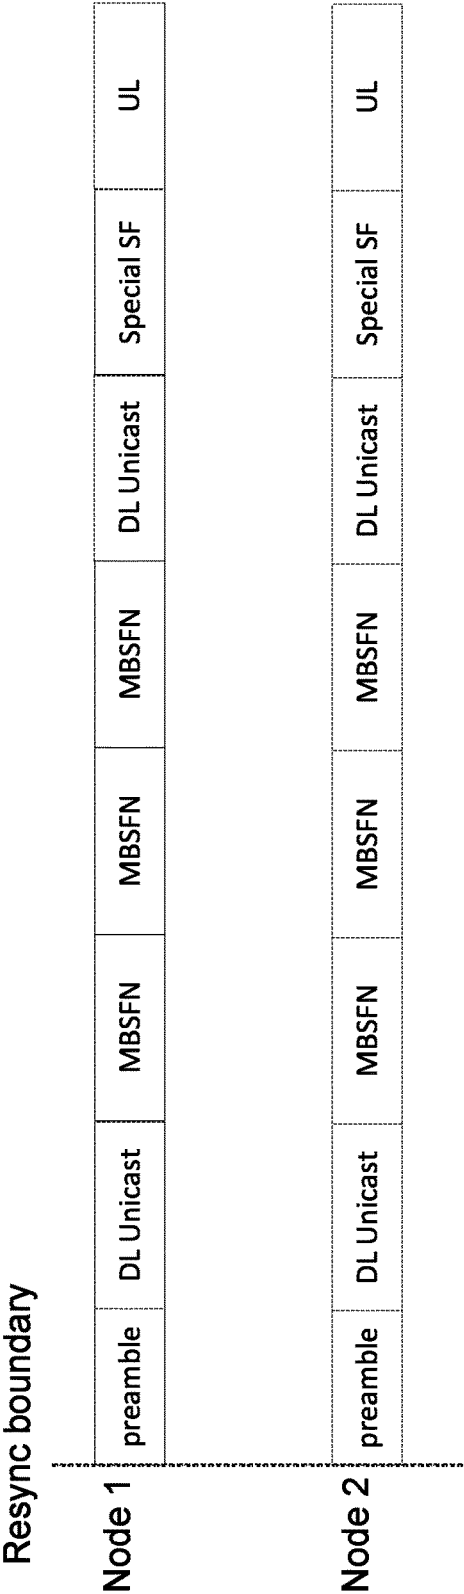 Resync boundary
Node 1
preamble
DL Unicast
MBSFN
MBSFN
MBSFN
DL Unicast
Special SF
UL
Node 2
preamble
DL Unicast
MBSFN
MBSFN
MBSFN
DL Unicast
Special SF
UL